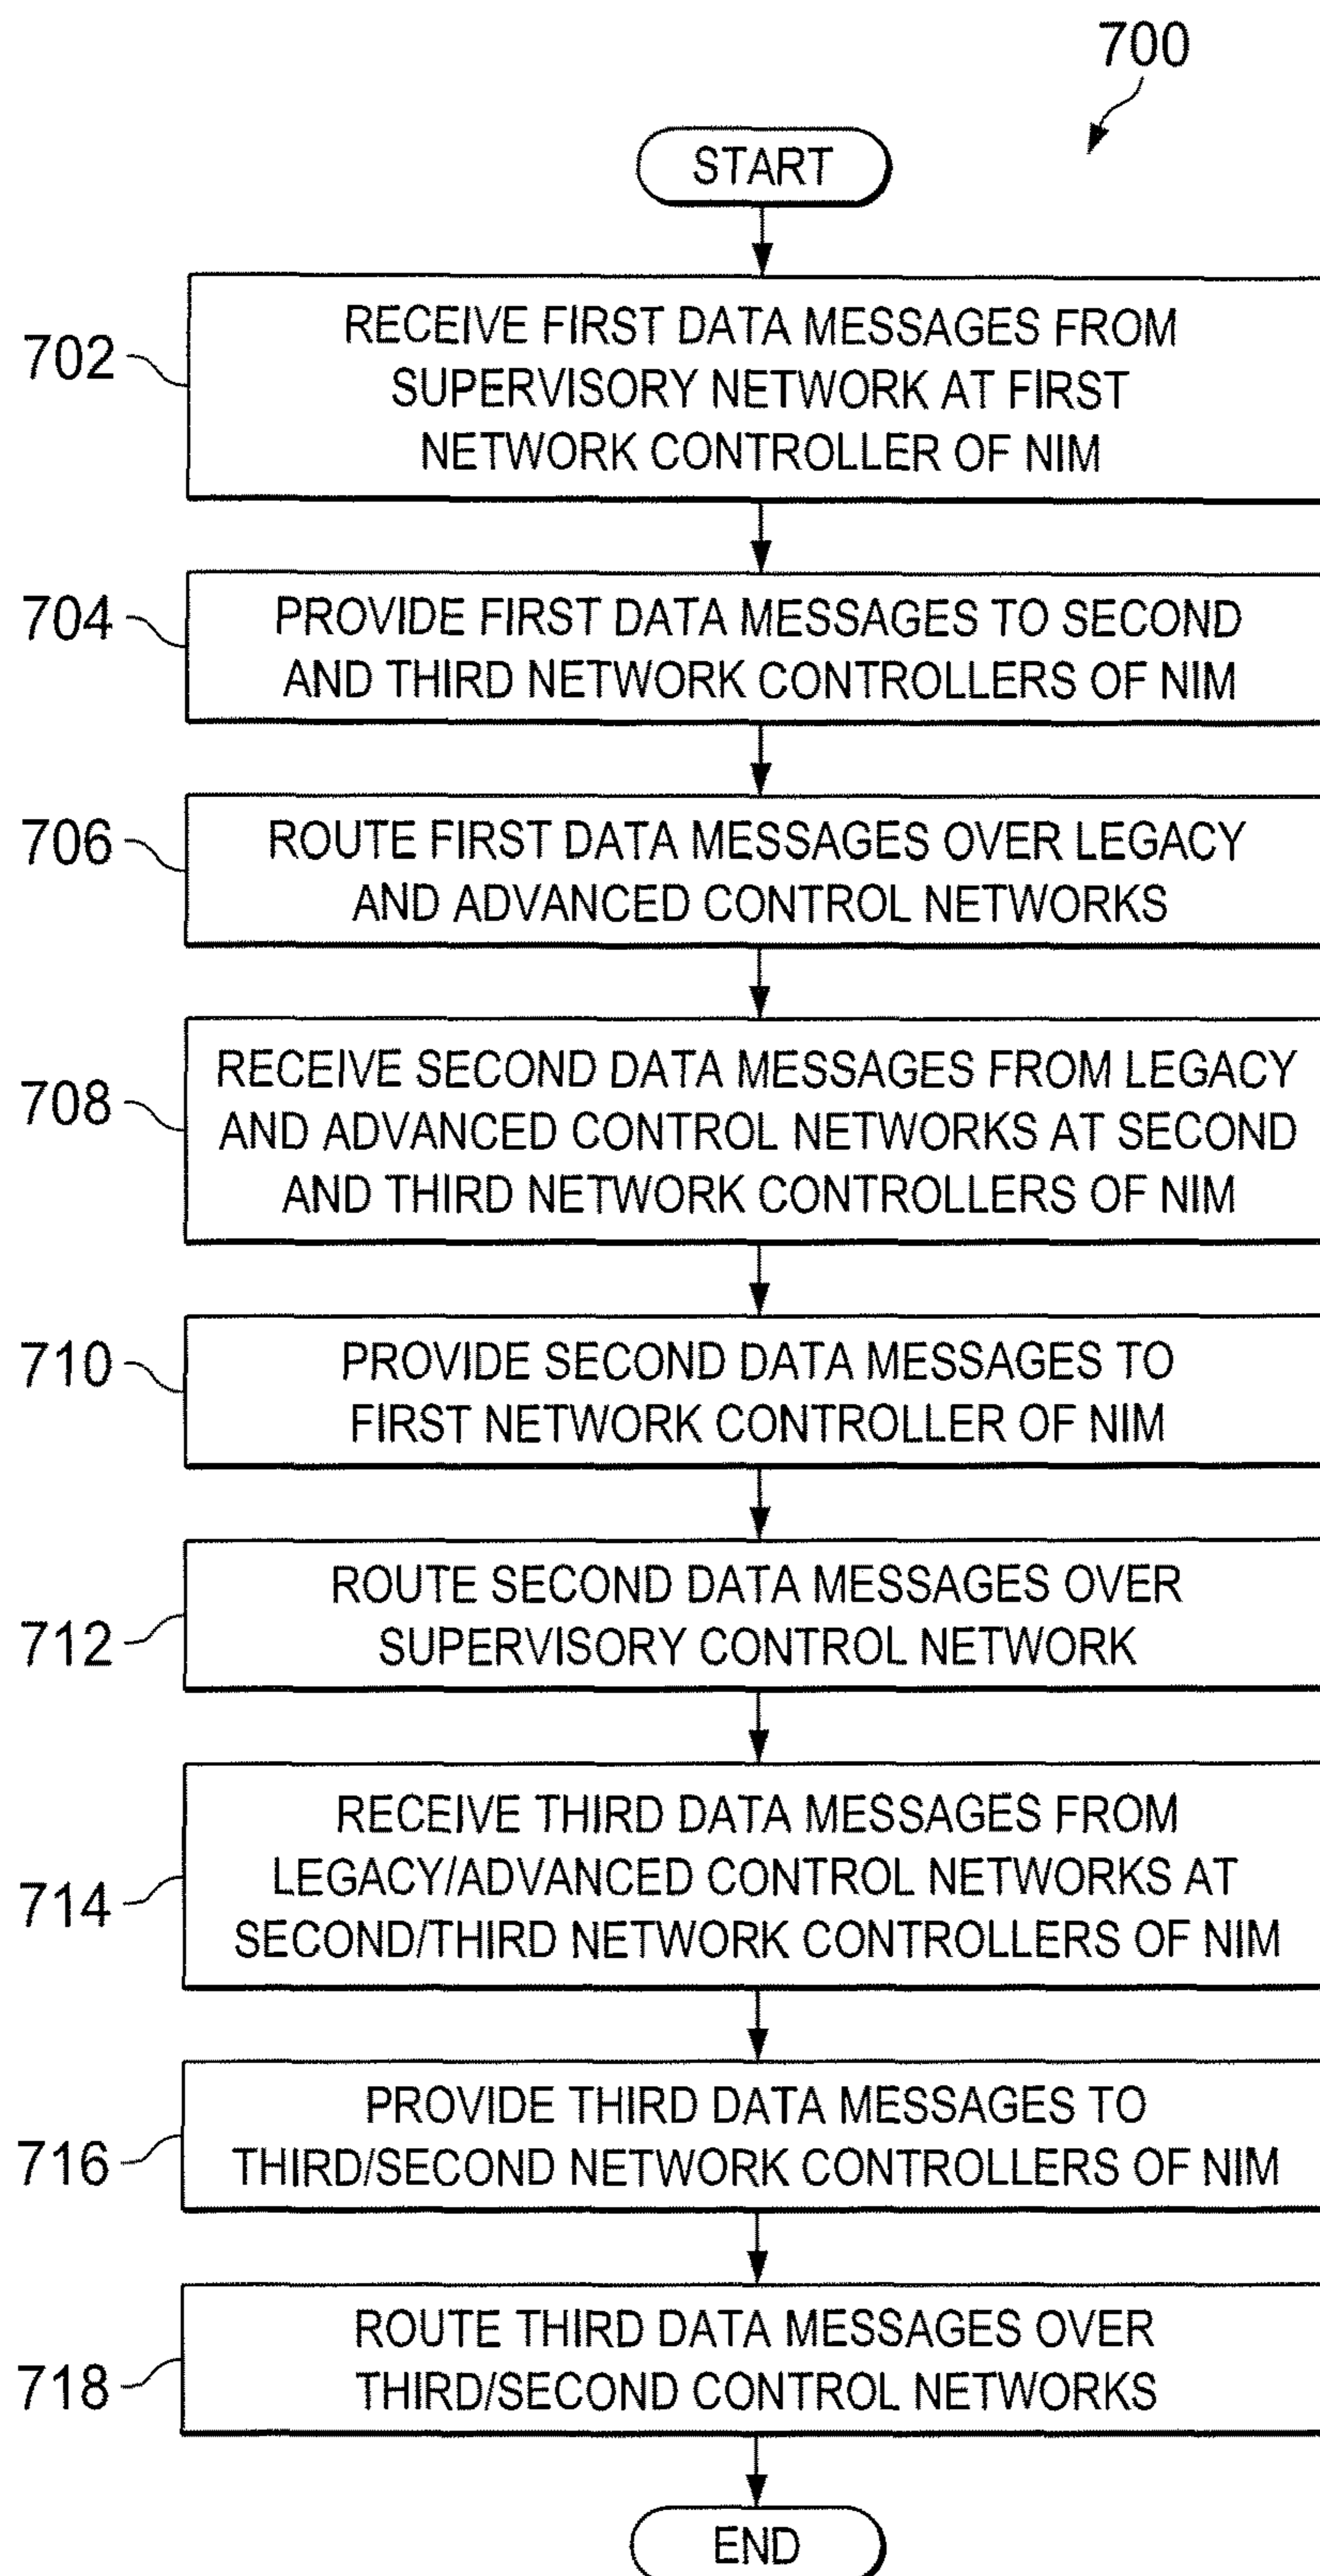 700
START
702
RECEIVE FIRST DATA MESSAGES FROM
SUPERVISORY NETWORK AT FIRST
NETWORK CONTROLLER OF NIM
704
PROVIDE FIRST DATA MESSAGES TO SECOND
AND THIRD NETWORK CONTROLLERS OF NIM
706
ROUTE FIRST DATA MESSAGES OVER LEGACY
AND ADVANCED CONTROL NETWORKS
708
RECEIVE SECOND DATA MESSAGES FROM LEGACY
AND ADVANCED CONTROL NETWORKS AT SECOND
AND THIRD NETWORK CONTROLLERS OF NIM
710
PROVIDE SECOND DATA MESSAGES TO
FIRST NETWORK CONTROLLER OF NIM
712
ROUTE SECOND DATA MESSAGES OVER
SUPERVISORY CONTROL NETWORK
714
RECEIVE THIRD DATA MESSAGES FROM
LEGACY/ADVANCED CONTROL NETWORKS AT
SECOND/THIRD NETWORK CONTROLLERS OF NIM
716
PROVIDE THIRD DATA MESSAGES TO
THIRD/SECOND NETWORK CONTROLLERS OF NIM
718
ROUTE THIRD DATA MESSAGES OVER
THIRD/SECOND CONTROL NETWORKS
END